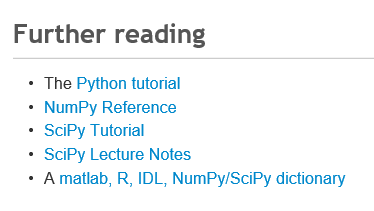 Further reading
• The Python tutorial
• NumPy Reference
• SciPy Tutorial
• SciPy Lecture Notes
• A matlab, R, IDL, NumPy/SciPy dictionary